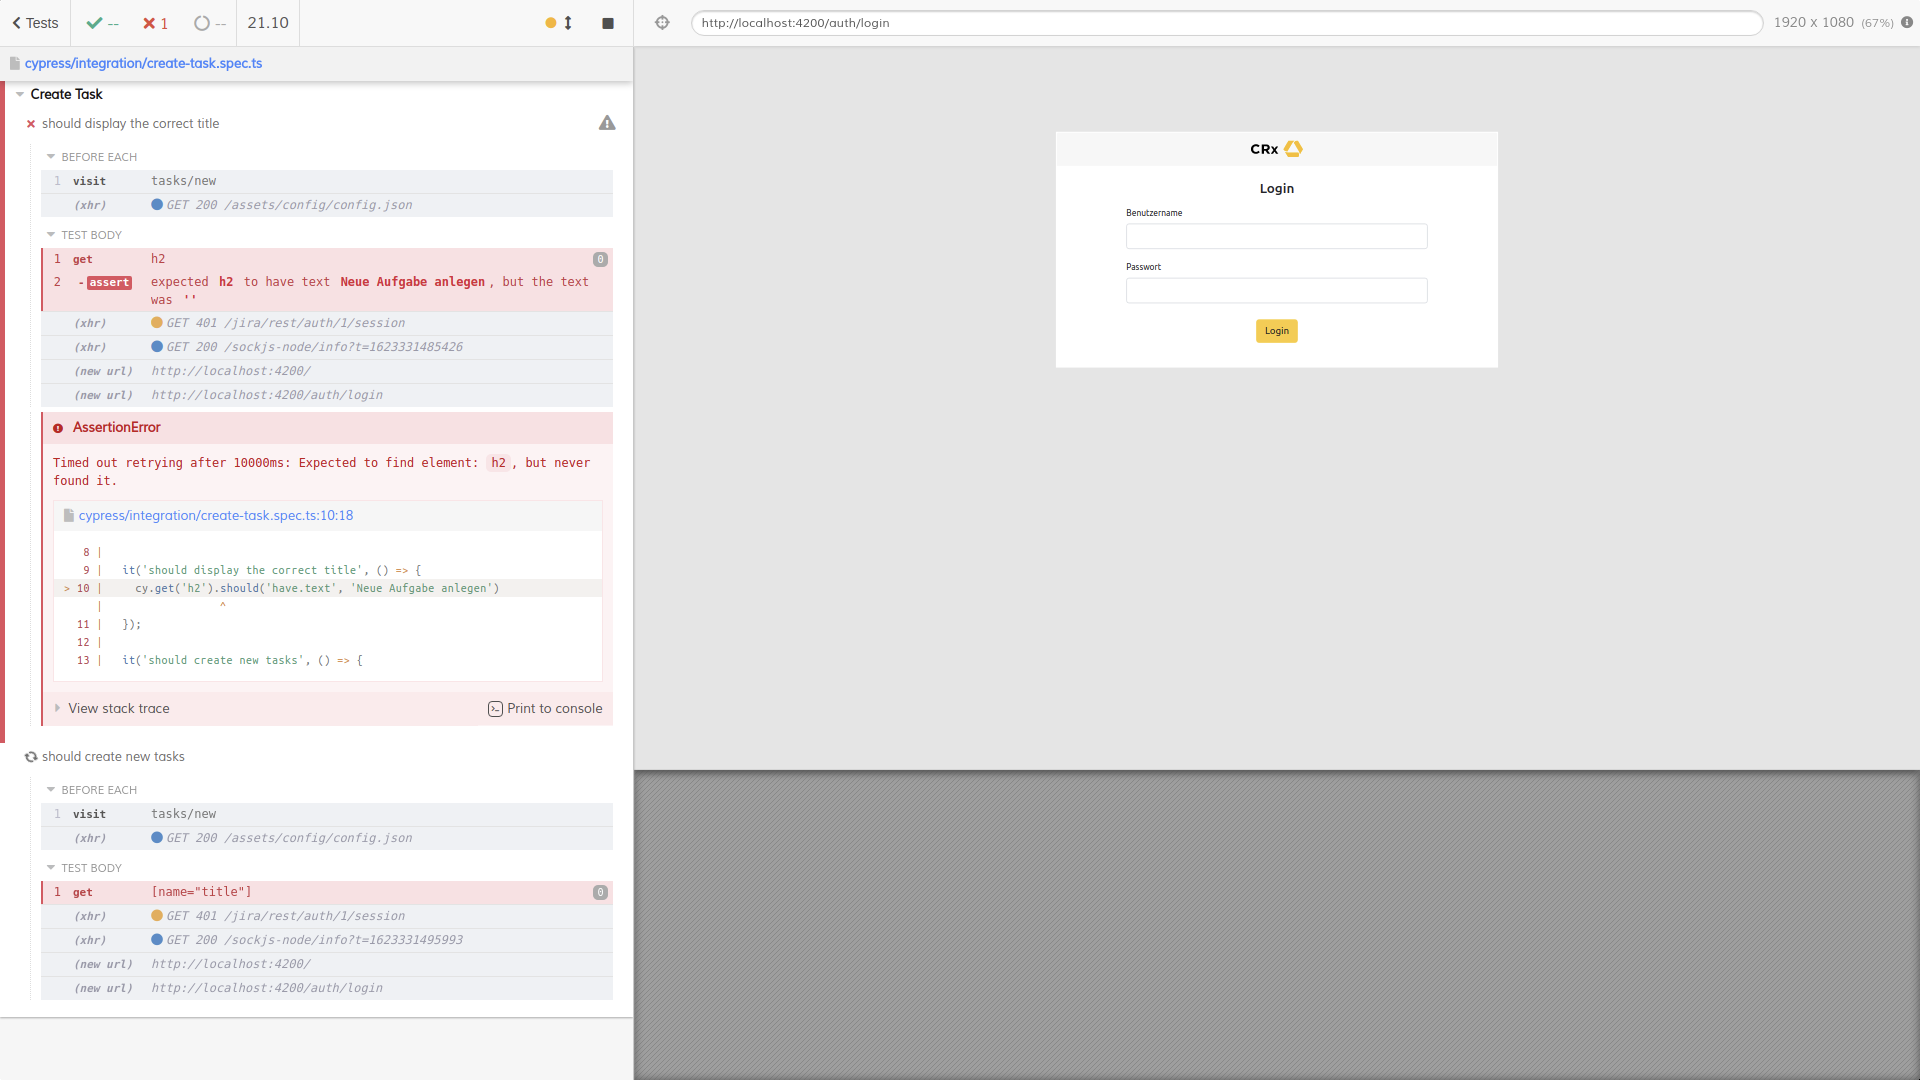 Tests
--
1
--
21.10
http://localhost:4200/auth/login
1920 x 1080 (67%)
cypress/integration/create-task.spec.ts
Create Task
should display the correct title
BEFORE EACH
1 visit tasks/new
(xhr) GET 200 /assets/config/config.json
TEST BODY
1 get h2 0
2 -assert expected h2 to have text Neue Aufgabe anlegen, but the text
was ''
(xhr) GET 401 /jira/rest/auth/1/session
(xhr) GET 200 /sockjs-node/info?t=1623331485426
(new url) http://localhost:4200/
(new url) http://localhost:4200/auth/login
AssertionError
Timed out retrying after 10000ms: Expected to find element: h2, but never
found it.
cypress/integration/create-task.spec.ts:10:18
8 |
9 | it('should display the correct title', () => {
> 10 | cy.get('h2').should('have.text', 'Neue Aufgabe anlegen')
| ^
11 | });
12 |
13 | it('should create new tasks', () => {
View stack trace
Print to console
should create new tasks
BEFORE EACH
1 visit tasks/new
(xhr) GET 200 /assets/config/config.json
TEST BODY
1 get [name="title"] 0
(xhr) GET 401 /jira/rest/auth/1/session
(xhr) GET 200 /sockjs-node/info?t=1623331495993
(new url) http://localhost:4200/
(new url) http://localhost:4200/auth/login
CRx
Login
Benutzername
Passwort
Login